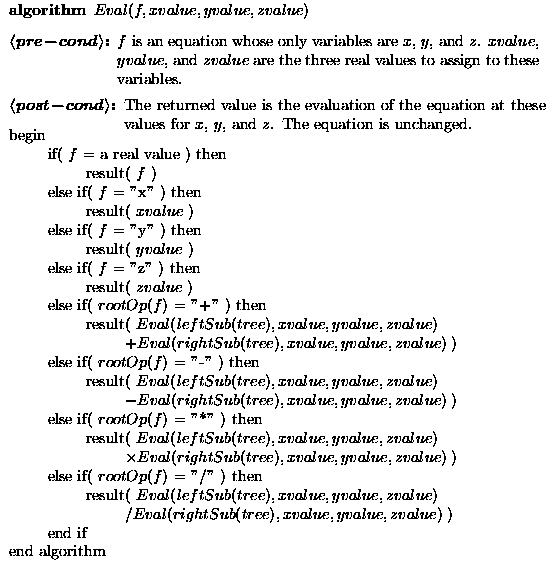 algorithm Eval(f, xvalue, yvalue, zvalue)
⟨pre−cond⟩: f is an equation whose only variables are x, y, and z. xvalue,
yvalue, and zvalue are the three real values to assign to these
variables.
⟨post−cond⟩: The returned value is the evaluation of the equation at these
values for x, y, and z. The equation is unchanged.
begin
if( f = a real value ) then
result( f )
else if( f = "x" ) then
result( xvalue )
else if( f = "y" ) then
result( yvalue )
else if( f = "z" ) then
result( zvalue )
else if( rootOp(f) = "+" ) then
result( Eval(leftSub(tree), xvalue, yvalue, zvalue)
+Eval(rightSub(tree), xvalue, yvalue, zvalue) )
else if( rootOp(f) = "-" ) then
result( Eval(leftSub(tree), xvalue, yvalue, zvalue)
−Eval(rightSub(tree), xvalue, yvalue, zvalue) )
else if( rootOp(f) = "*" ) then
result( Eval(leftSub(tree), xvalue, yvalue, zvalue)
×Eval(rightSub(tree), xvalue, yvalue, zvalue) )
else if( rootOp(f) = "/" ) then
result( Eval(leftSub(tree), xvalue, yvalue, zvalue)
/Eval(rightSub(tree), xvalue, yvalue, zvalue) )
end if
end algorithm